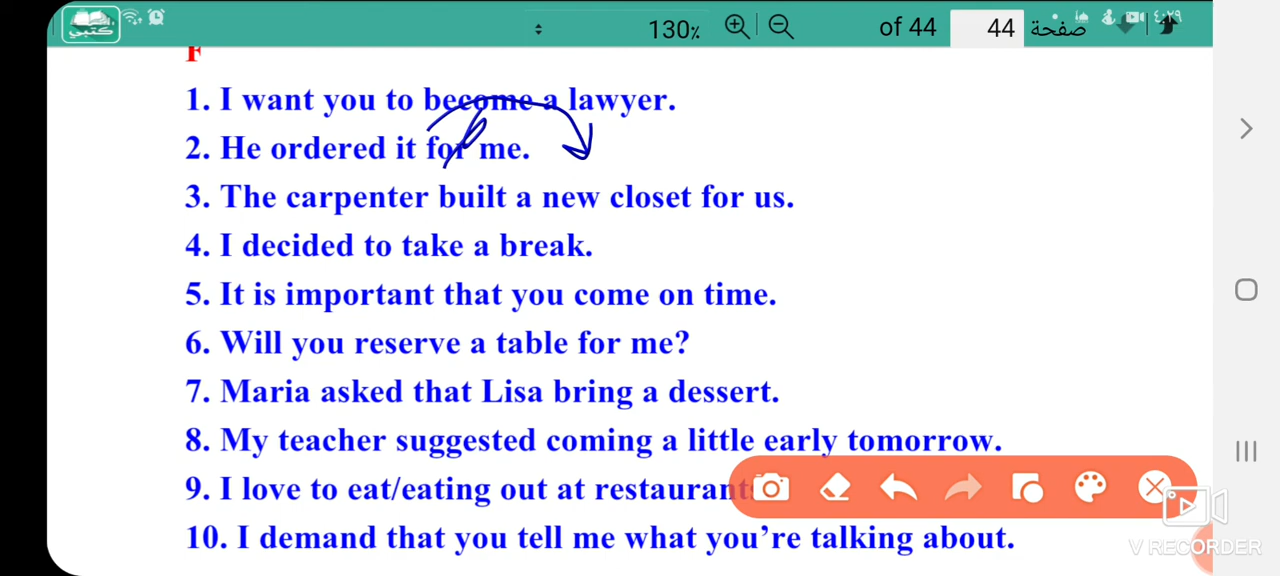 كتبي
130%
of 44
44
صفحة
٤:٢٩
F
1. I want you to become a lawyer.
2. He ordered it for me.
3. The carpenter built a new closet for us.
4. I decided to take a break.
5. It is important that you come on time.
6. Will you reserve a table for me?
7. Maria asked that Lisa bring a dessert.
8. My teacher suggested coming a little early tomorrow.
9. I love to eat/eating out at restaurant
10. I demand that you tell me what you're talking about.
V RECORDER